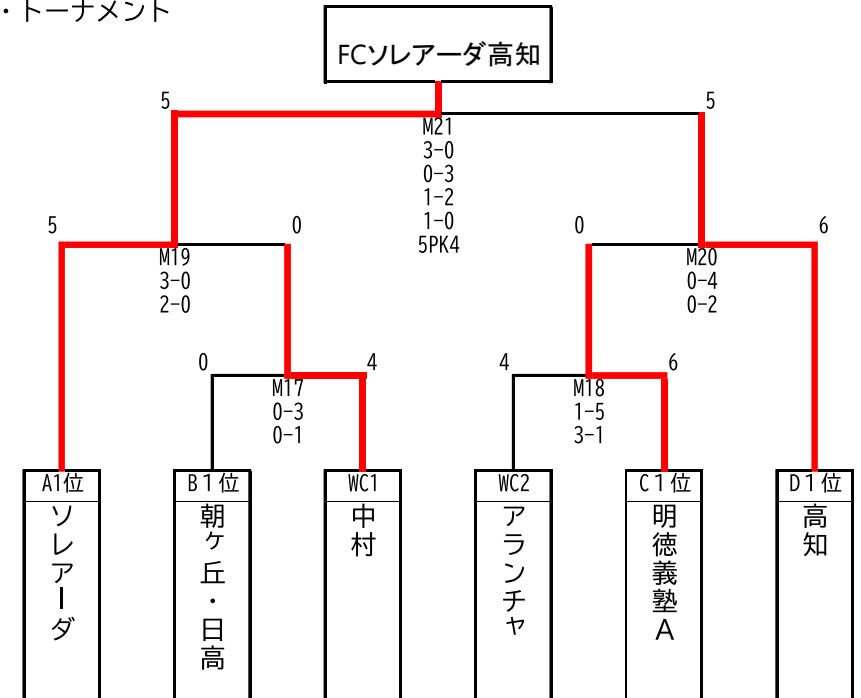 ・トーナメント
FCソレアーダ高知
5
5
M21
3-0
0-3
1-2
1-0
5PK4
5
0
0
6
M19
3-0
2-0
M20
0-4
0-2
0
4
4
6
M17
0-3
0-1
M18
1-5
3-1
A1位
B１位
WC1
WC2
C１位
D１位
ソレアーダ
朝ヶ丘・日高
中村
アランチャ
明徳義塾A
高知